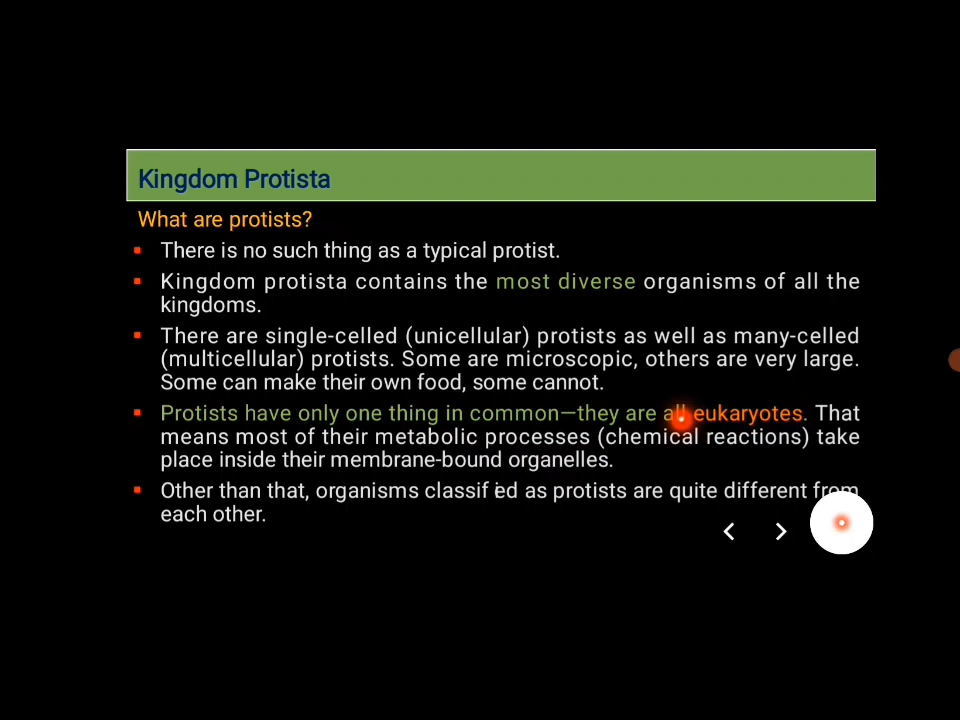 Kingdom Protista
What are protists?
There is no such thing as a typical protist.
Kingdom protista contains the most diverse organisms of all the
kingdoms.
There are single-celled (unicellular) protists as well as many-celled
(multicellular) protists. Some are microscopic, others are very large.
Some can make their own food, some cannot.
Protists have only one thing in common—they are all eukaryotes. That
means most of their metabolic processes (chemical reactions) take
place inside their membrane-bound organelles.
Other than that, organisms classified as protists are quite different from
each other.